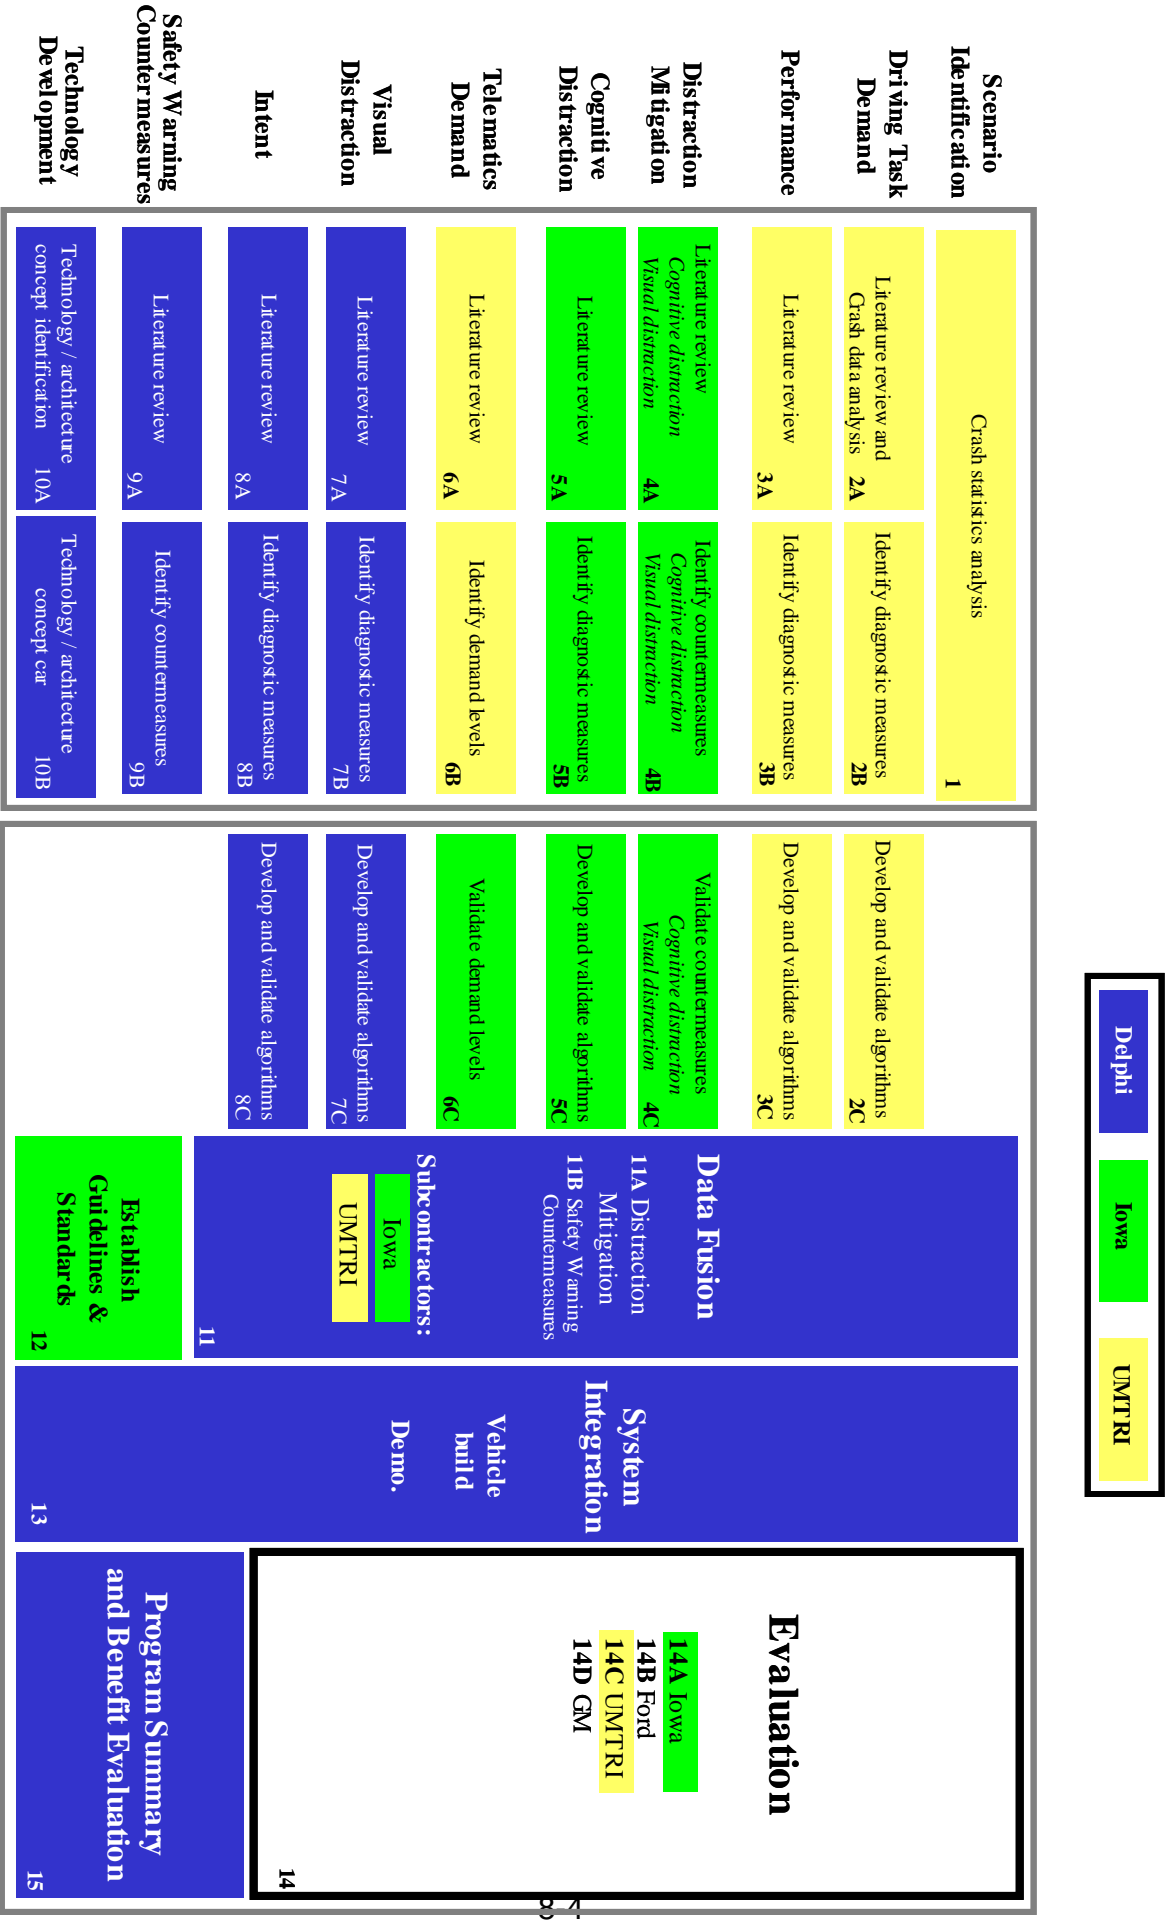 Delphi
Iowa
UMTRI
Scenario
Identification
Crash statistics analysis
1
Driving Task
Demand
Literature review and
Crash data analysis
2A
Identify diagnostic measures
2B
Develop and validate algorithms
2C
Performance
Literature review
3A
Identify diagnostic measures
3B
Develop and validate algorithms
3C
Distraction
Mitigation
Literature review
Cognitive distraction
Visual distraction
4A
Identify countermeasures
Cognitive distraction
Visual distraction
4B
Validate countermeasures
Cognitive distraction
Visual distraction
4C
Cognitive
Distraction
Literature review
5A
Identify diagnostic measures
5B
Develop and validate algorithms
5C
Telematics
Demand
Literature review
6A
Identify demand levels
6B
Validate demand levels
6C
Visual
Distraction
Literature review
7A
Identify diagnostic measures
7B
Develop and validate algorithms
7C
Intent
Literature review
8A
Identify diagnostic measures
8B
Develop and validate algorithms
8C
Safety Warning
Countermeasures
Literature review
9A
Identify countermeasures
9B
Technology
Development
Technology / architecture
concept identification
10A
Technology / architecture
concept car
10B
Data Fusion
11A Distraction
Mitigation
11B Safety Warning
Countermeasures
Subcontractors:
Iowa
UMTRI
11
Establish
Guidelines &
Standards
12
System
Integration
Vehicle
build
Demo.
13
Evaluation
14A Iowa
14B Ford
14C UMTRI
14D GM
14
Program Summary
and Benefit Evaluation
15
8-4